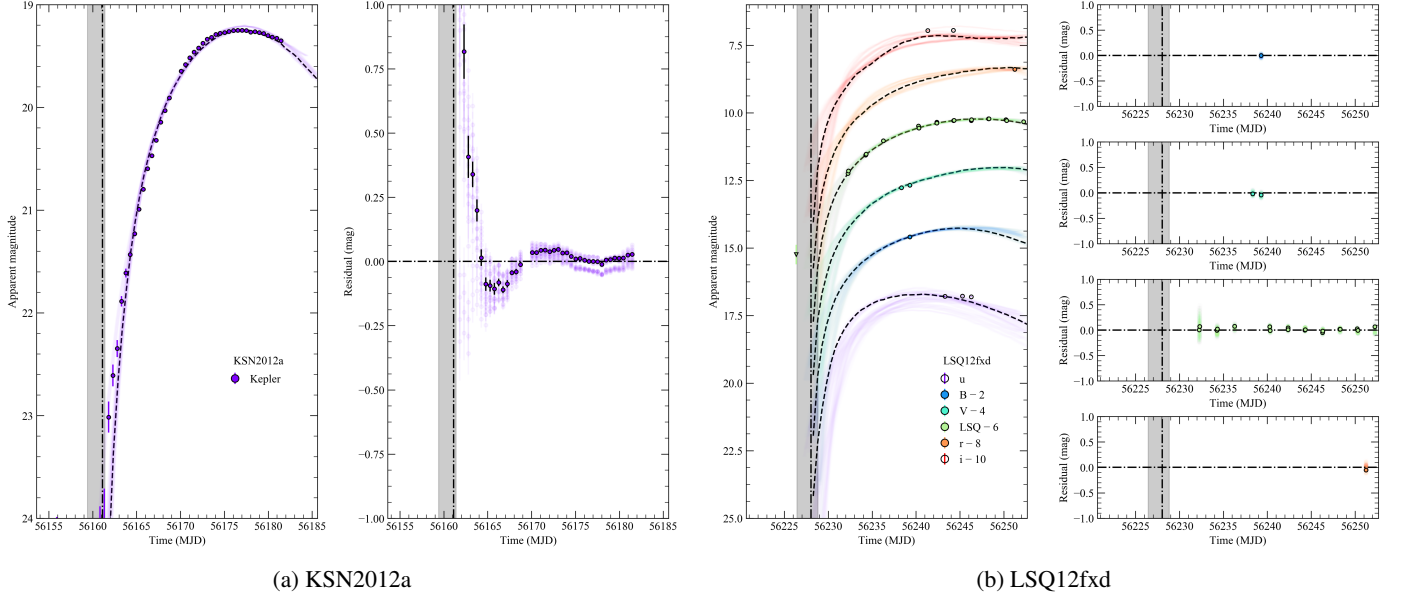 19
20
21
22
23
24
Apparent magnitude
56155 56160 56165 56170 56175 56180 56185
Time (MJD)
KSN2012a
Kepler
1.00
0.75
0.50
0.25
0.00
−0.25
−0.50
−0.75
−1.00
Residual (mag)
56155 56160 56165 56170 56175 56180 56185
Time (MJD)
(a) KSN2012a
7.5
10.0
12.5
15.0
17.5
20.0
22.5
25.0
Apparent magnitude
56225 56230 56235 56240 56245 56250
Time (MJD)
LSQ12fxd
u
B − 2
V − 4
LSQ − 6
r − 8
i − 10
1.0
0.5
0.0
−0.5
−1.0
Residual (mag)
56225 56230 56235 56240 56245 56250
Time (MJD)
1.0
0.5
0.0
−0.5
−1.0
Residual (mag)
56225 56230 56235 56240 56245 56250
Time (MJD)
1.0
0.5
0.0
−0.5
−1.0
Residual (mag)
56225 56230 56235 56240 56245 56250
Time (MJD)
1.0
0.5
0.0
−0.5
−1.0
Residual (mag)
56225 56230 56235 56240 56245 56250
Time (MJD)
(b) LSQ12fxd